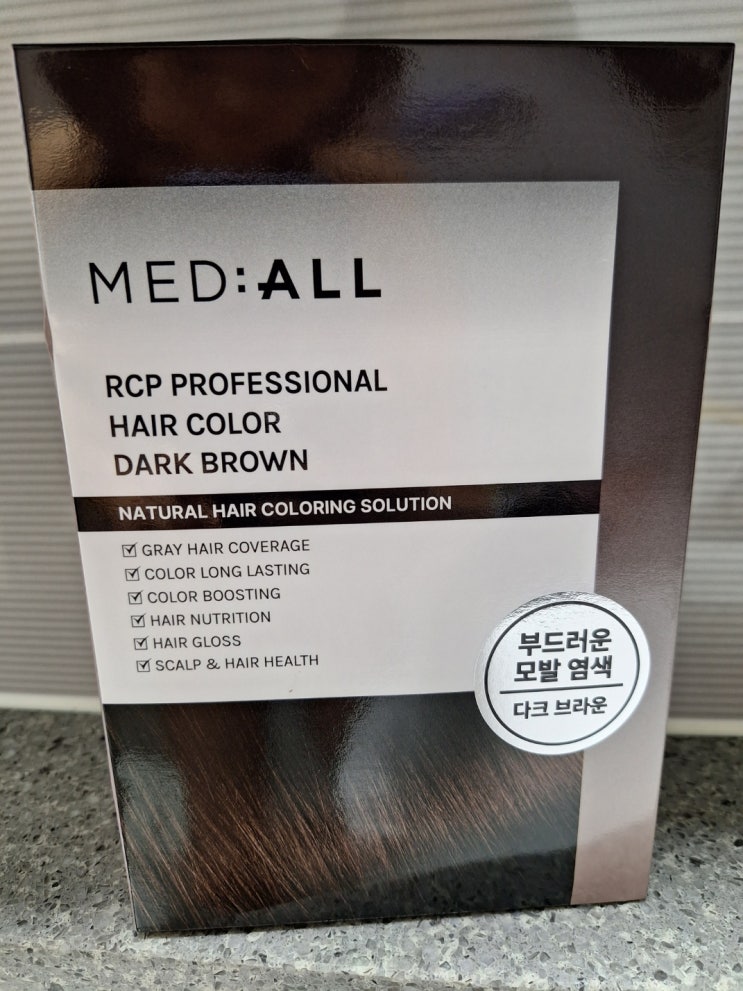 MED:ALL
RCP PROFESSIONAL
HAIR COLOR
DARK BROWN
NATURAL HAIR COLORING SOLUTION
☑ GRAY HAIR COVERAGE
☑ COLOR LONG LASTING
☑ COLOR BOOSTING
☑ HAIR NUTRITION
☑ HAIR GLOSS
☑ SCALP & HAIR HEALTH
부드러운
모발 염색
다크 브라운